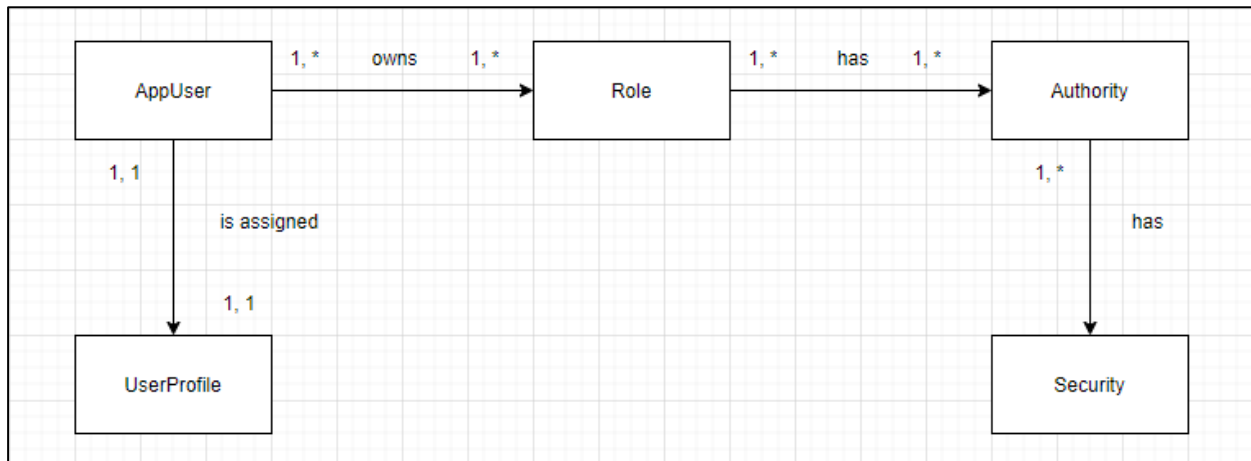 1, * owns 1, *
1, * has 1, *
AppUser
Role
Authority
1, 1
1, *
is assigned
has
1, 1
UserProfile
Security